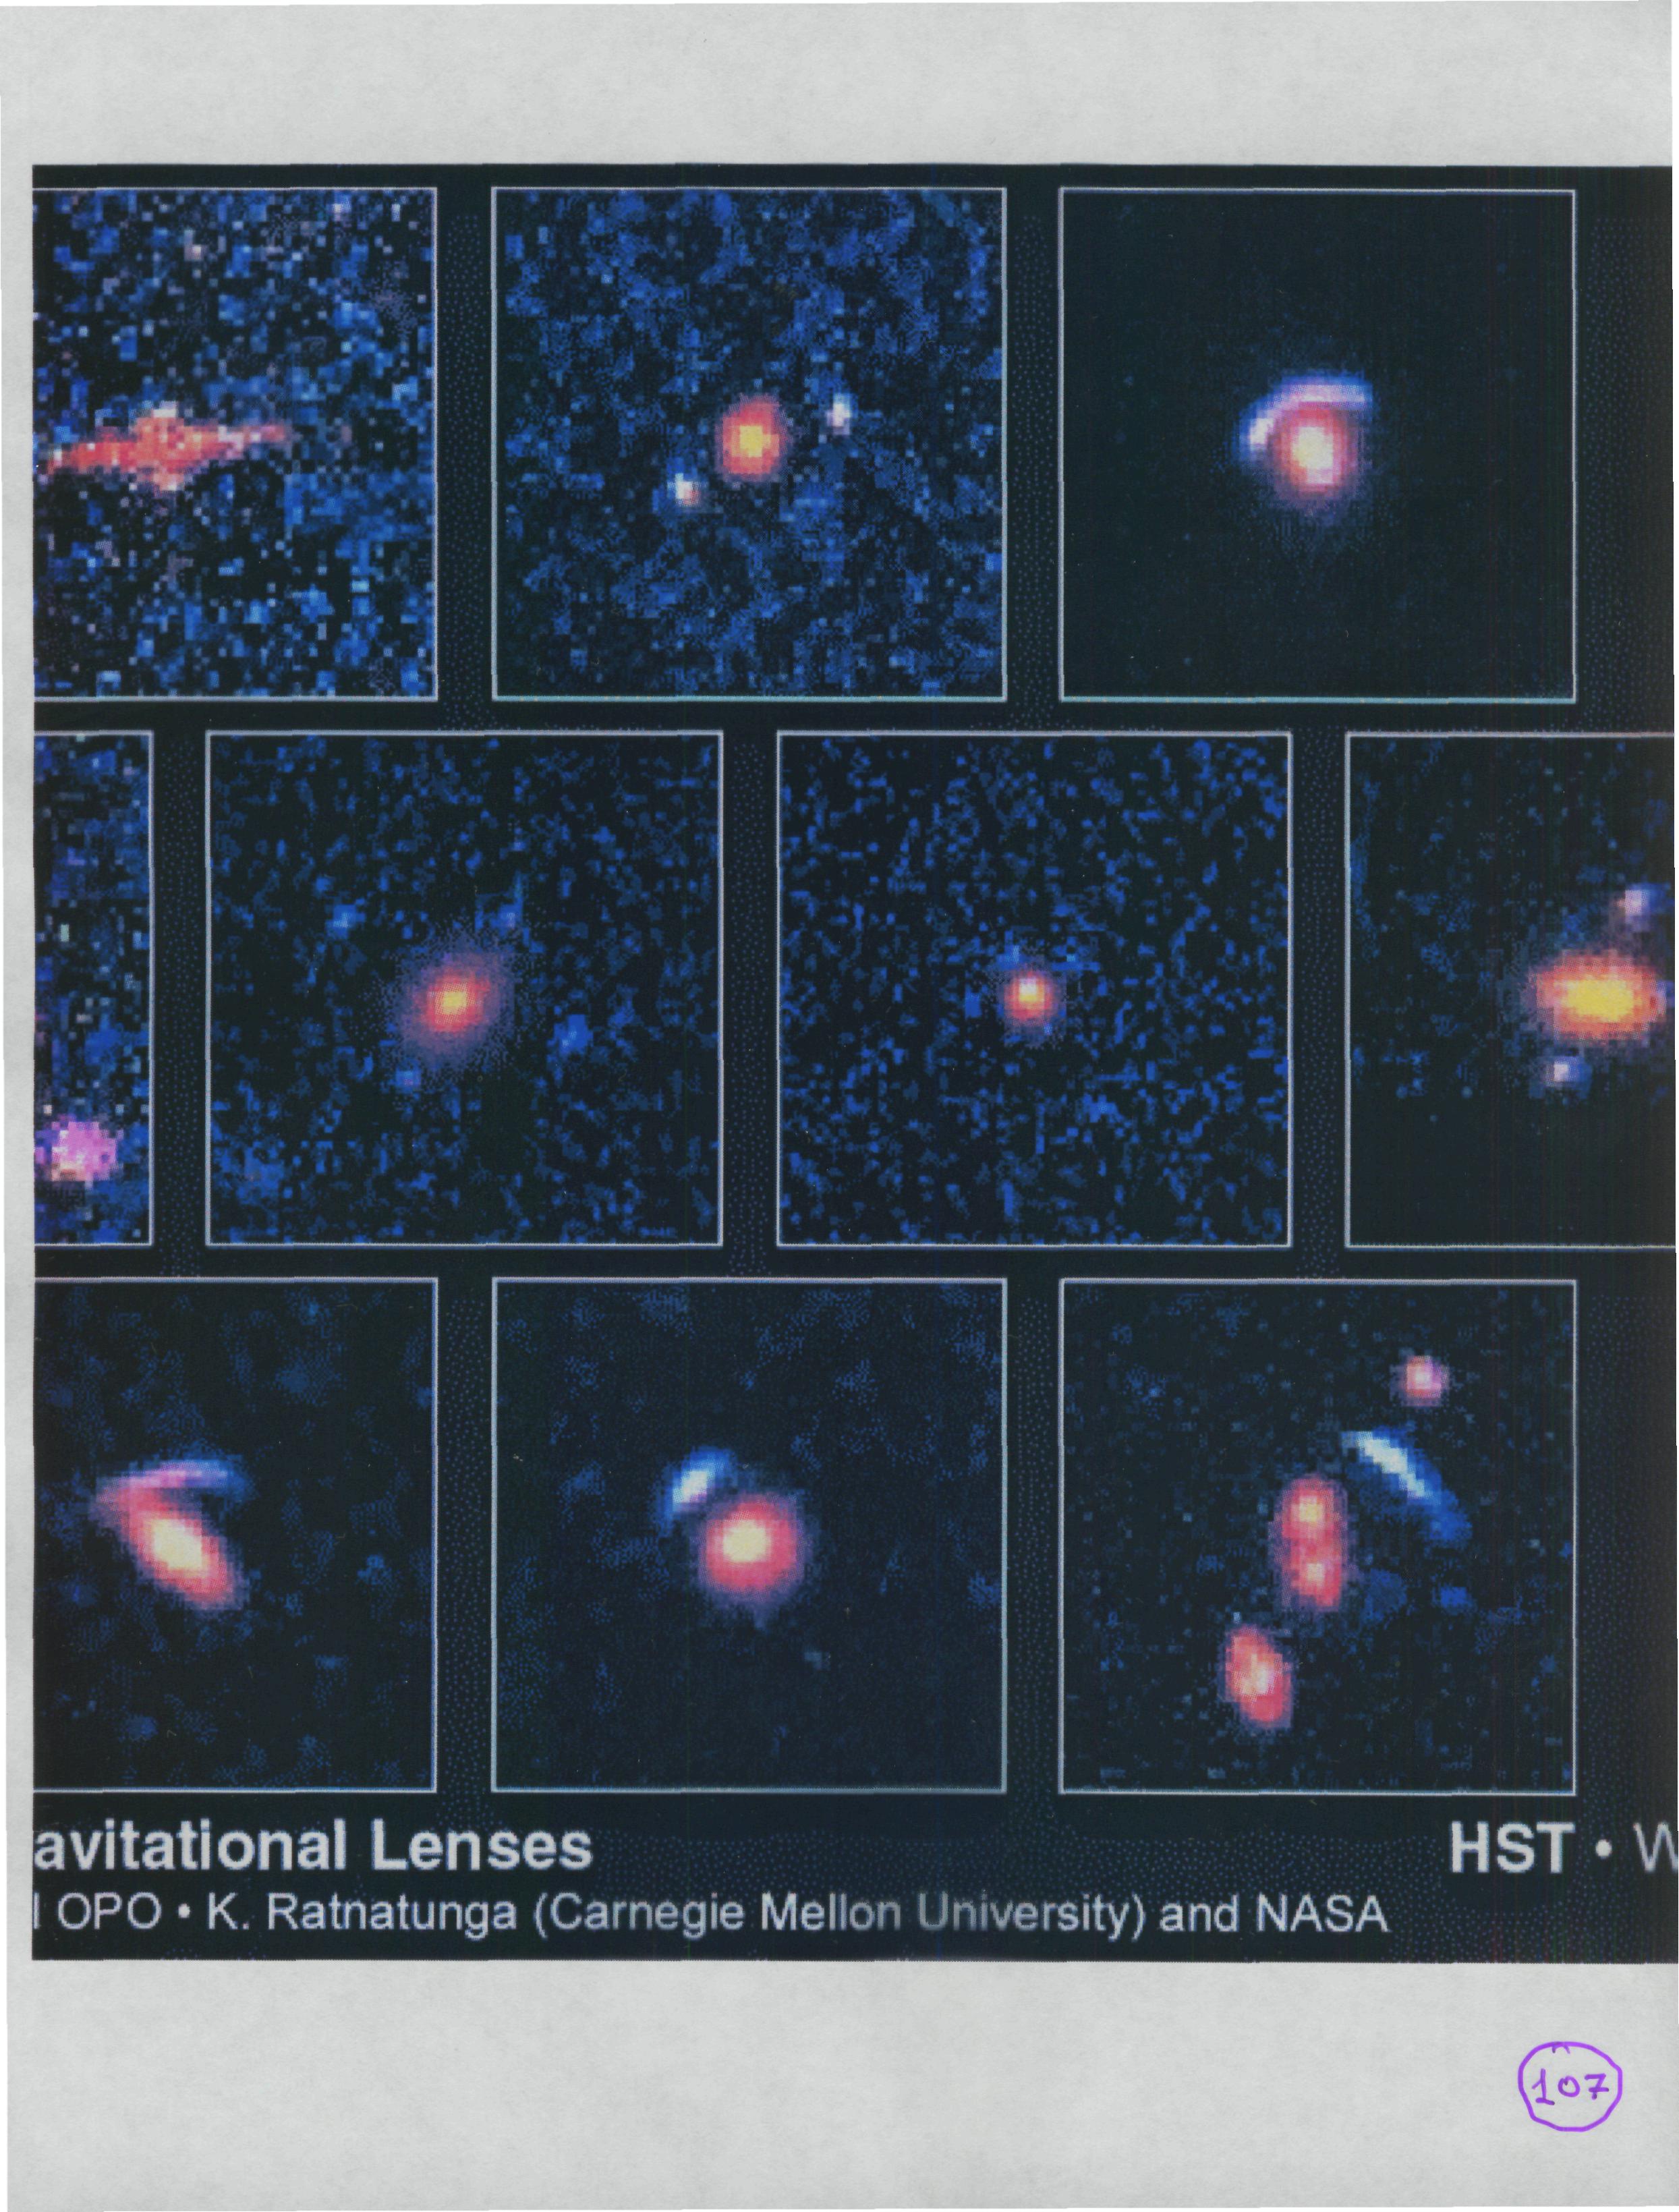 avitational Lenses
HST • W
l OPO • K. Ratnatunga (Carnegie Mellon University) and NASA
107